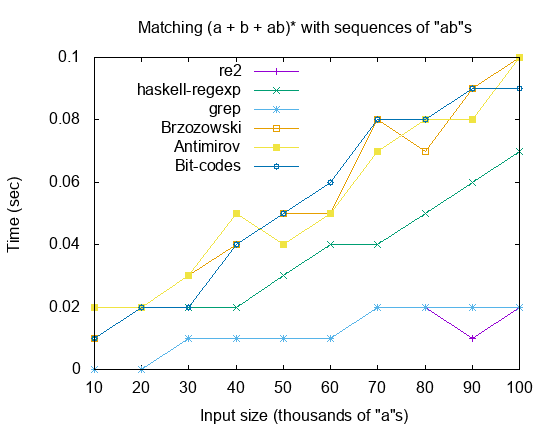 Matching (a + b + ab)* with sequences of "ab"s
0.1
0.08
0.06
0.04
0.02
0
Time (sec)
re2
haskell-regexp
grep
Brzozowski
Antimirov
Bit-codes
10 20 30 40 50 60 70 80 90 100
Input size (thousands of "a"s)